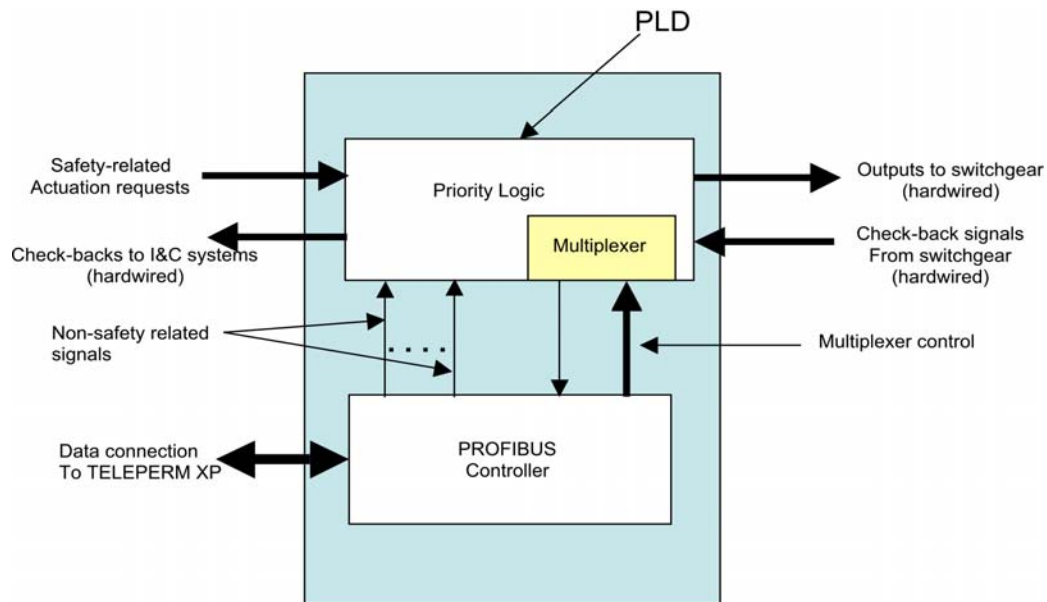 PLD
Safety-related
Actuation requests
Priority Logic
Outputs to switchgear
(hardwired)
Multiplexer
Check-backs to I&C systems
(hardwired)
Check-back signals
From switchgear
(hardwired)
Non-safety related
signals
Multiplexer control
Data connection
To TELEPERM XP
PROFIBUS
Controller